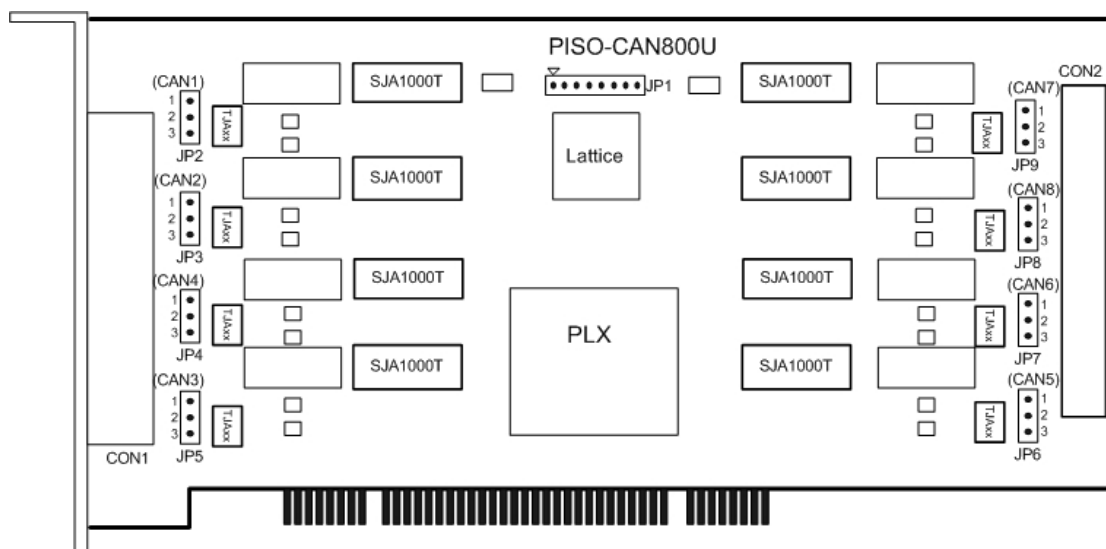 PISO-CAN800U
JP1
Lattice
PLX
CON1
CON2
(CAN1)
1
2
3
JP2
TJAxx
SJA1000T
(CAN2)
1
2
3
JP3
TJAxx
SJA1000T
(CAN4)
1
2
3
JP4
TJAxx
SJA1000T
(CAN3)
1
2
3
JP5
TJAxx
SJA1000T
SJA1000T
TJAxx
(CAN7)
1
2
3
JP9
SJA1000T
TJAxx
(CAN8)
1
2
3
JP8
SJA1000T
TJAxx
(CAN6)
1
2
3
JP7
SJA1000T
TJAxx
(CAN5)
1
2
3
JP6